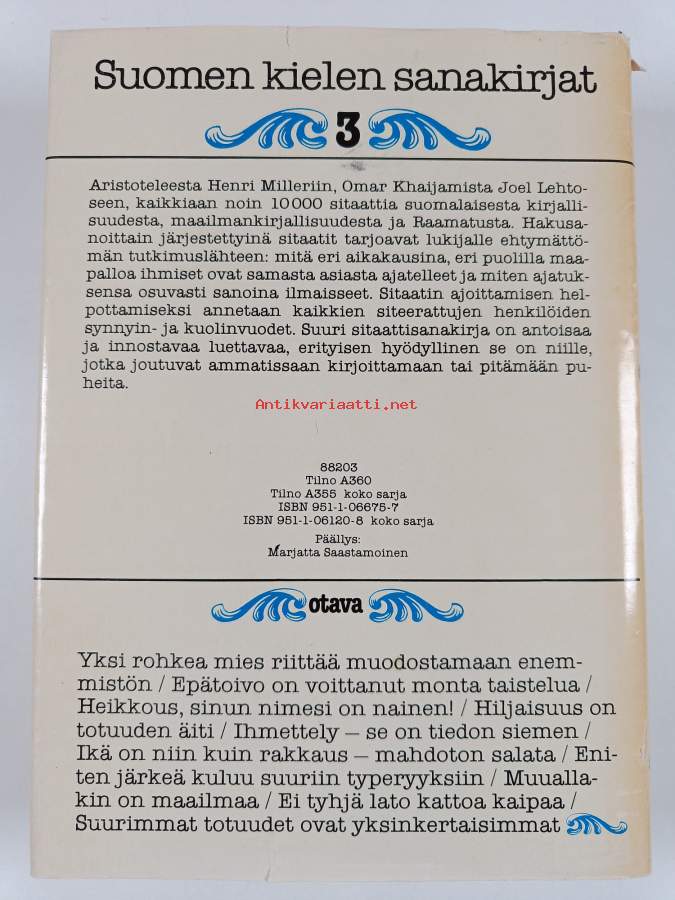 Suomen kielen sanakirjat
3
Aristoteleesta Henri Milleriin, Omar Khaijamista Joel Lehto-
seen, kaikkiaan noin 10 000 sitaattia suomalaisesta kirjalli-
suudesta, maailmankirjallisuudesta ja Raamatusta. Hakusa-
noittain järjestettyinä sitaatit tarjoavat lukijalle ehtymättö-
män tutkimuslähteen: mitä eri aikakausina, eri puolilla maa-
palloa ihmiset ovat samasta asiasta ajatelleet ja miten ajatuk-
sensa osuvasti sanoina ilmaisseet. Sitaatin ajoittamisen hel-
pottamiseksi annetaan kaikkien siteerattujen henkilöiden
synnyin- ja kuolinvuodet. Suuri sitaattisanakirja on antoisaa
ja innostavaa luettavaa, erityisen hyödyllinen se on niille,
jotka joutuvat ammatissaan kirjoittamaan tai pitämään pu-
heita.
Antikvariaatti.net
88203
Tilno A360
Tilno A355 koko sarja
ISBN 951-1-06675-7
ISBN 951-1-06120-8 koko sarja
Päällys:
Marjatta Saastamoinen
otava
Yksi rohkea mies riittää muodostamaan enem-
mistön / Epätoivo on voittanut monta taistelua /
Heikkous, sinun nimesi on nainen! / Hiljaisuus on
totuuden äiti / Ihmettely – se on tiedon siemen /
Ikä on niin kuin rakkaus – mahdoton salata / Eni-
ten järkeä kuluu suuriin typeryyksiin / Muualla-
kin on maailmaa / Ei tyhjä lato kattoa kaipaa /
Suurimmat totuudet ovat yksinkertaisimmat